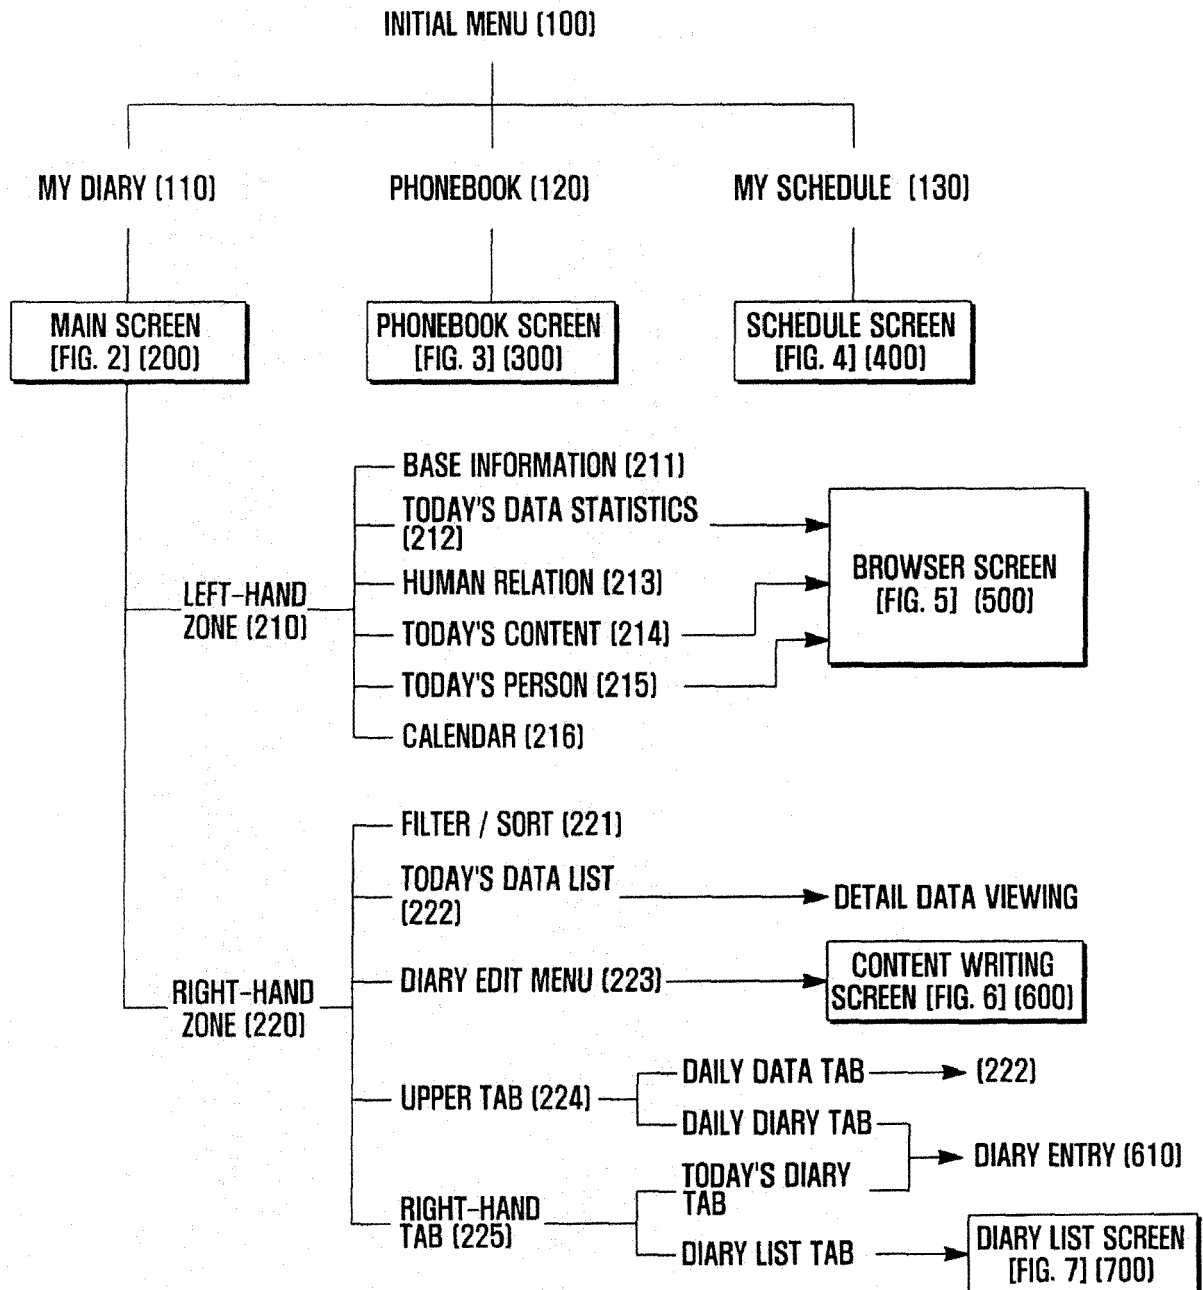 INITIAL MENU (100)
MY DIARY (110)
PHONEBOOK (120)
MY SCHEDULE (130)
MAIN SCREEN
[FIG. 2] (200)
PHONEBOOK SCREEN
[FIG. 3] (300)
SCHEDULE SCREEN
[FIG. 4] (400)
LEFT-HAND
ZONE (210)
BASE INFORMATION (211)
TODAY'S DATA STATISTICS
(212)
HUMAN RELATION (213)
TODAY'S CONTENT (214)
TODAY'S PERSON (215)
CALENDAR (216)
BROWSER SCREEN
[FIG. 5] (500)
RIGHT-HAND
ZONE (220)
FILTER / SORT (221)
TODAY'S DATA LIST
(222)
DETAIL DATA VIEWING
DIARY EDIT MENU (223)
CONTENT WRITING
SCREEN [FIG. 6] (600)
UPPER TAB (224)
DAILY DATA TAB
(222)
DAILY DIARY TAB
DIARY ENTRY (610)
RIGHT-HAND
TAB (225)
TODAY'S DIARY
TAB
DIARY LIST TAB
DIARY LIST SCREEN
[FIG. 7] (700)